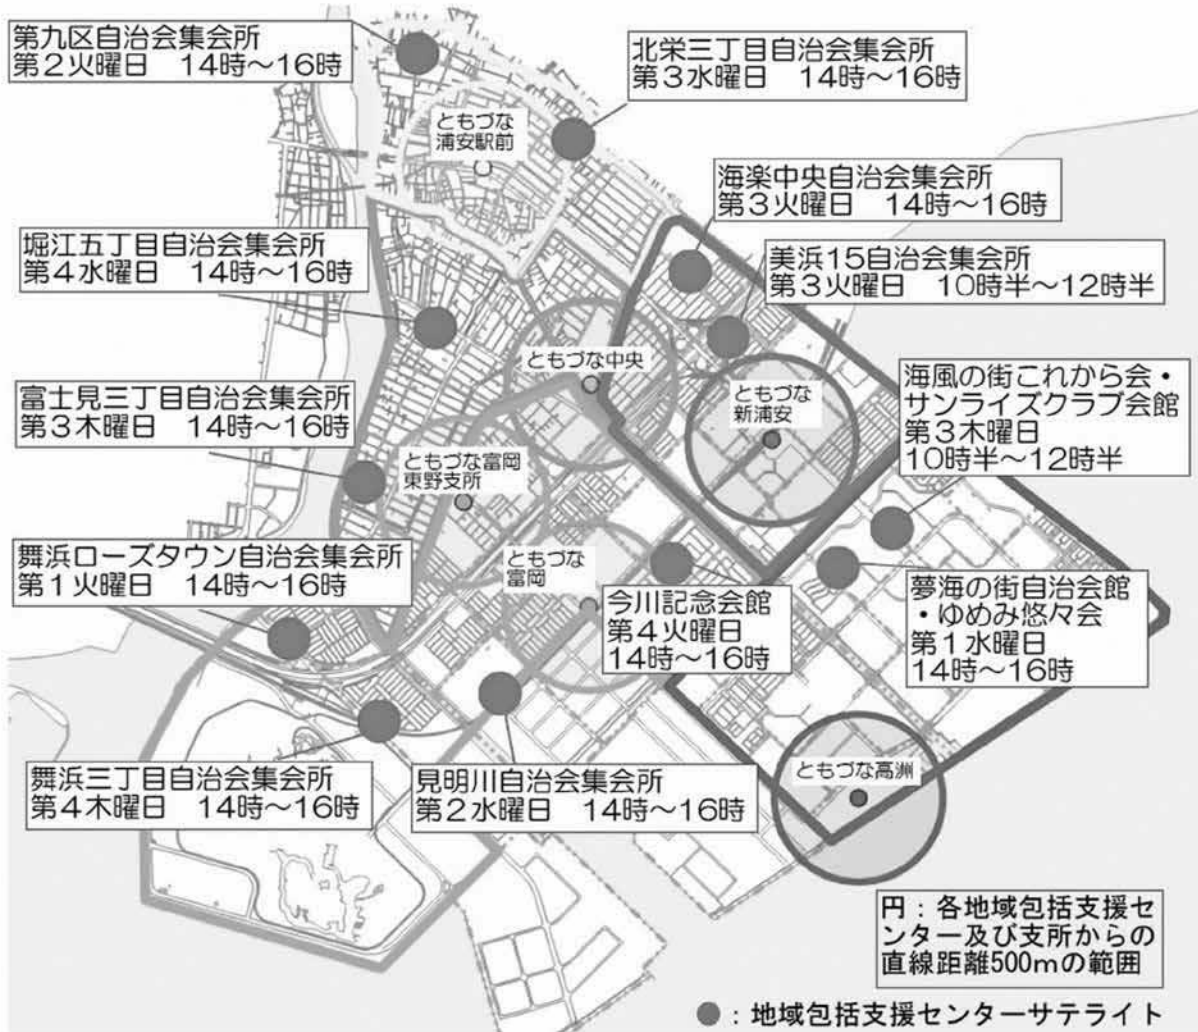 第九区自治会集会所
第2火曜日　14時～16時
北栄三丁目自治会集会所
第3水曜日　14時～16時
ともづな
浦安駅前
海楽中央自治会集会所
第3火曜日　14時～16時
堀江五丁目自治会集会所
第4水曜日　14時～16時
美浜15自治会集会所
第3火曜日　10時半～12時半
ともづな中央
海風の街これから会・
サンライズクラブ会館
第3木曜日
10時半～12時半
富士見三丁目自治会集会所
第3木曜日　14時～16時
ともづな
新浦安
ともづな富岡
東野支所
舞浜ローズタウン自治会集会所
第1火曜日　14時～16時
ともづな
富岡
今川記念会館
第4火曜日
14時～16時
夢海の街自治会館
・ゆめみ悠々会
第1水曜日
14時～16時
舞浜三丁目自治会集会所
第4木曜日　14時～16時
見明川自治会集会所
第2水曜日　14時～16時
ともづな高洲
円：各地域包括支援セ
ンター及び支所からの
直線距離500mの範囲
：地域包括支援センターサテライト